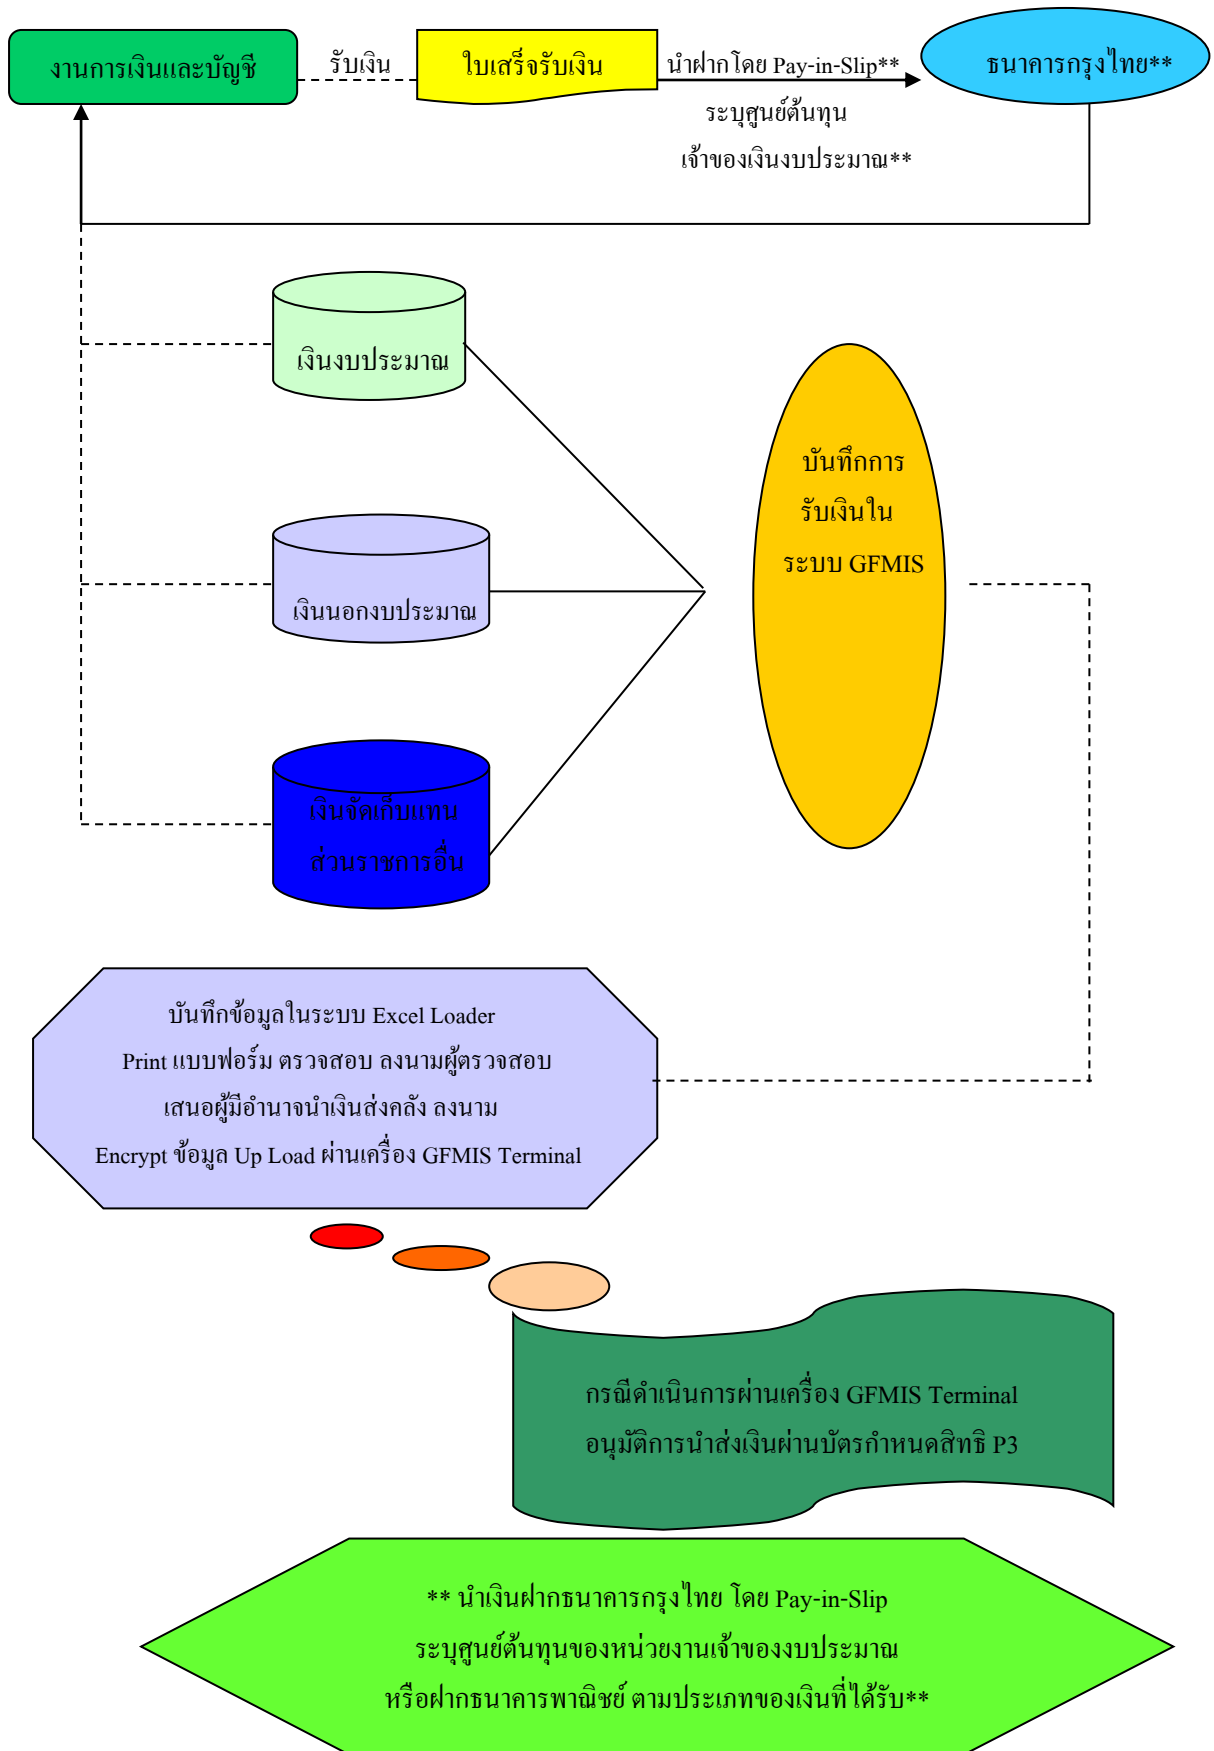 งานการเงินและบัญชี
รับเงิน
ใบเสร็จรับเงิน
นำฝากโดย Pay-in-Slip**
ระบุศูนย์ต้นทุน
เจ้าของเงินงบประมาณ**
ธนาคารกรุงไทย**
เงินงบประมาณ
บันทึกการ
รับเงินใน
ระบบ GFMIS
เงินนอกงบประมาณ
เงินจัดเก็บแทน
ส่วนราชการอื่น
บันทึกข้อมูลในระบบ Excel Loader
Print แบบฟอร์ม ตรวจสอบ ลงนามผู้ตรวจสอบ
เสนอผู้มีอำนาจนำเงินส่งคลัง ลงนาม
Encrypt ข้อมูล Up Load ผ่านเครื่อง GFMIS Terminal
กรณีดำเนินการผ่านเครื่อง GFMIS Terminal
อนุมัติการนำส่งเงินผ่านบัตรกำหนดสิทธิ P3
** นำเงินฝากธนาคารกรุงไทย โดย Pay-in-Slip
ระบุศูนย์ต้นทุนของหน่วยงานเจ้าของงบประมาณ
หรือฝากธนาคารพาณิชย์ ตามประเภทของเงินที่ได้รับ**